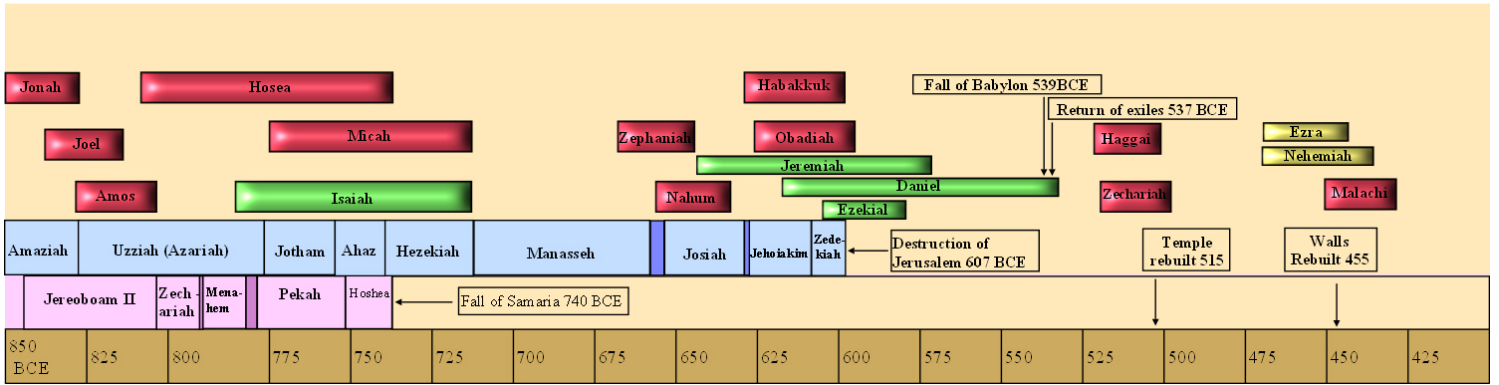 Jonah
Hosea
Habakkuk
Fall of Babylon 539BCE
Return of exiles 537 BCE
Joel
Micah
Zephaniah
Obadiah
Haggai
Ezra
Nehemiah
Jeremiah
Amos
Isaiah
Nahum
Daniel
Zechariah
Malachi
Ezekial
Amaziah
Uzziah (Azariah)
Jotham
Ahaz
Hezekiah
Manasseh
Josiah
Jehoiakim
Zede-
kiah
Destruction of
Jerusalem 607 BCE
Temple
rebuilt 515
Walls
Rebuilt 455
Jereoboam II
Zech -
ariah
Mena-
hem
Pekah
Hoshea
Fall of Samaria 740 BCE
850
BCE
825
800
775
750
725
700
675
650
625
600
575
550
525
500
475
450
425